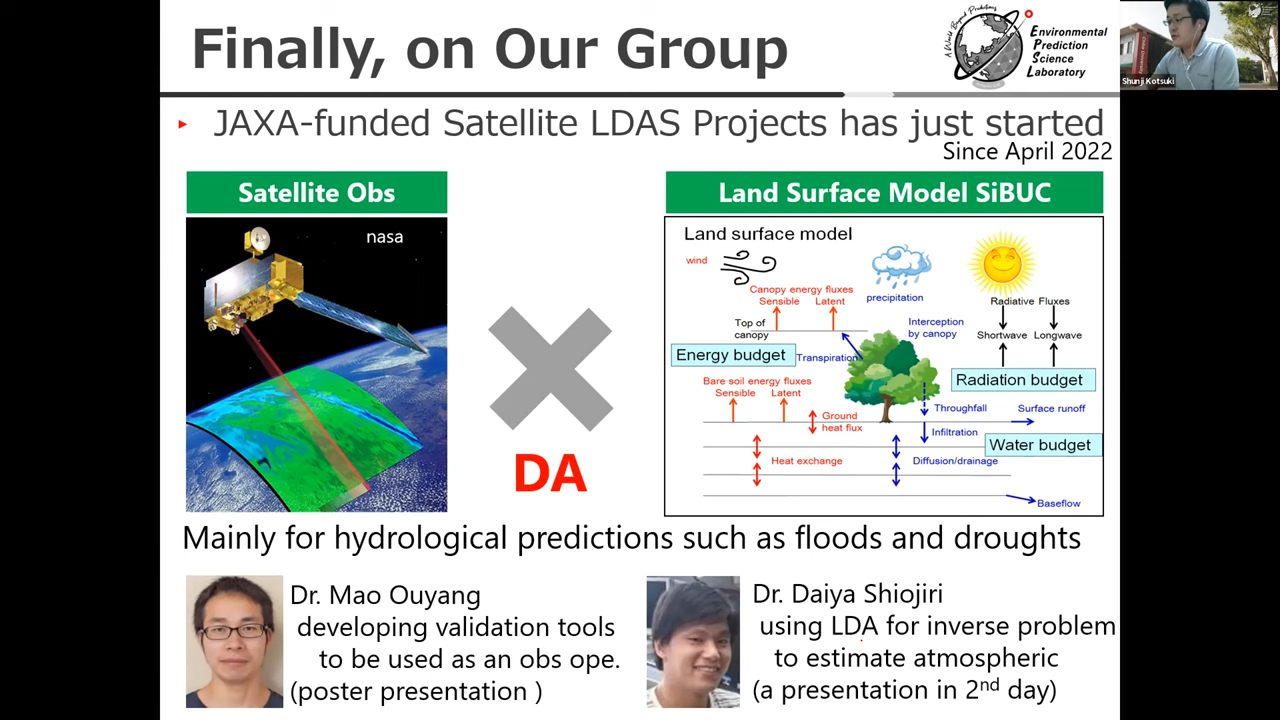 Finally, on Our Group
A World Beyond Predictions
Environmental
Prediction
Science
Laboratory
Shunji Kotsuki
JAXA-funded Satellite LDAS Projects has just started
Since April 2022
Satellite Obs
nasa
DA
Land Surface Model SiBUC
Land surface model
wind
Canopy energy fluxes
Sensible Latent
precipitation
Radiative Fluxes
Top of
canopy
Interception
by canopy
Shortwave Longwave
Energy budget
Transpiration
Radiation budget
Bare soil energy fluxes
Sensible Latent
Ground
heat flux
Throughfall
Surface runoff
Infiltration
Water budget
Heat exchange
Diffusion/drainage
Baseflow
Mainly for hydrological predictions such as floods and droughts
Dr. Mao Ouyang
developing validation tools
to be used as an obs ope.
(poster presentation )
Dr. Daiya Shiojiri
using LDA for inverse problem
to estimate atmospheric
(a presentation in 2nd day)